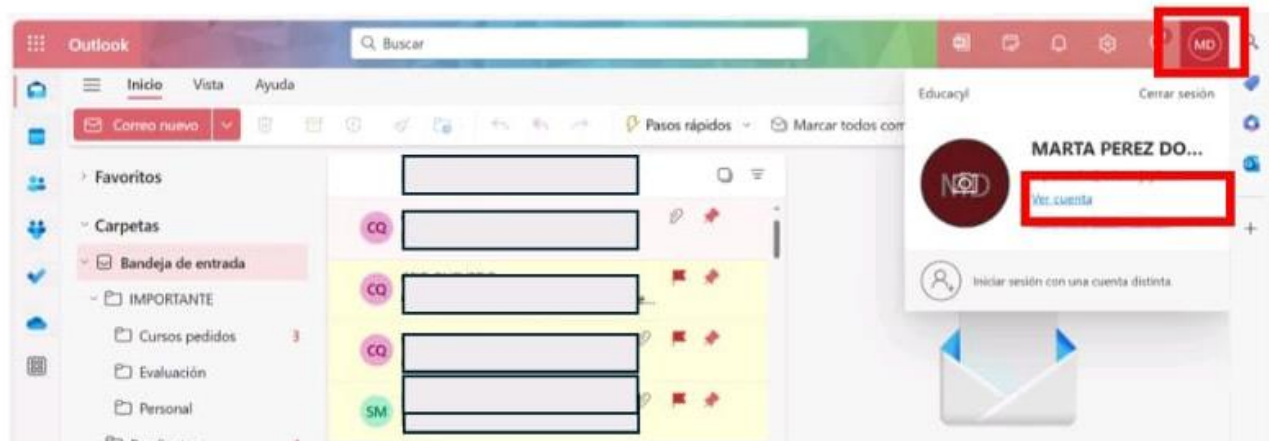 Outlook
Buscar
MD
Inicio Vista Ayuda
Educacyl Cerrar sesión
Correo nuevo
Pasos rápidos
Marcar todos com
MARTA PEREZ DO...
Ver cuenta
Favoritos
Carpetas
CQ
Bandeja de entrada
CQ
Iniciar sesión con una cuenta distinta.
IMPORTANTE
Cursos pedidos 3
CQ
Evaluación
Personal
SM